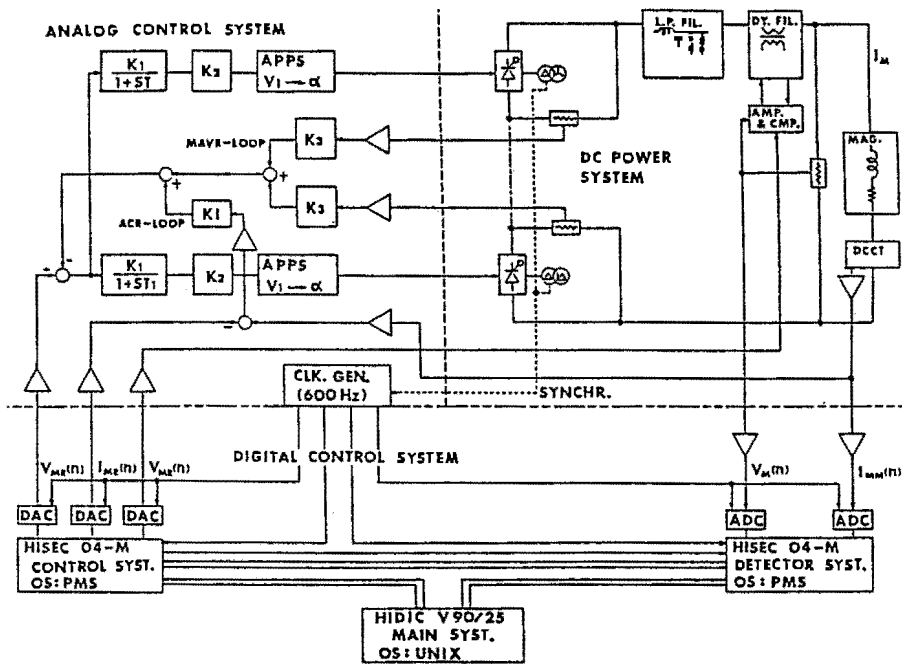 ANALOG CONTROL SYSTEM
L.P. FIL.
DY. FIL.
K1
1+ST
K2
APPS
V1→α
IM
AMP.
& CMP.
MAVR-LOOP
K3
DC POWER
SYSTEM
MAG.
ACR-LOOP
K1
K3
DCCT
K1
1+ST1
K2
APPS
V1→α
CLK. GEN.
(600Hz)
SYNCHR.
DIGITAL CONTROL SYSTEM
VMR(n)
IMR(n)
VMR(n)
VM(n)
IMM(n)
DAC
DAC
DAC
ADC
ADC
HISEC 04-M
CONTROL SYST.
OS:PMS
HISEC 04-M
DETECTOR SYST.
OS:PMS
HIDIC V90/25
MAIN SYST.
OS:UNIX